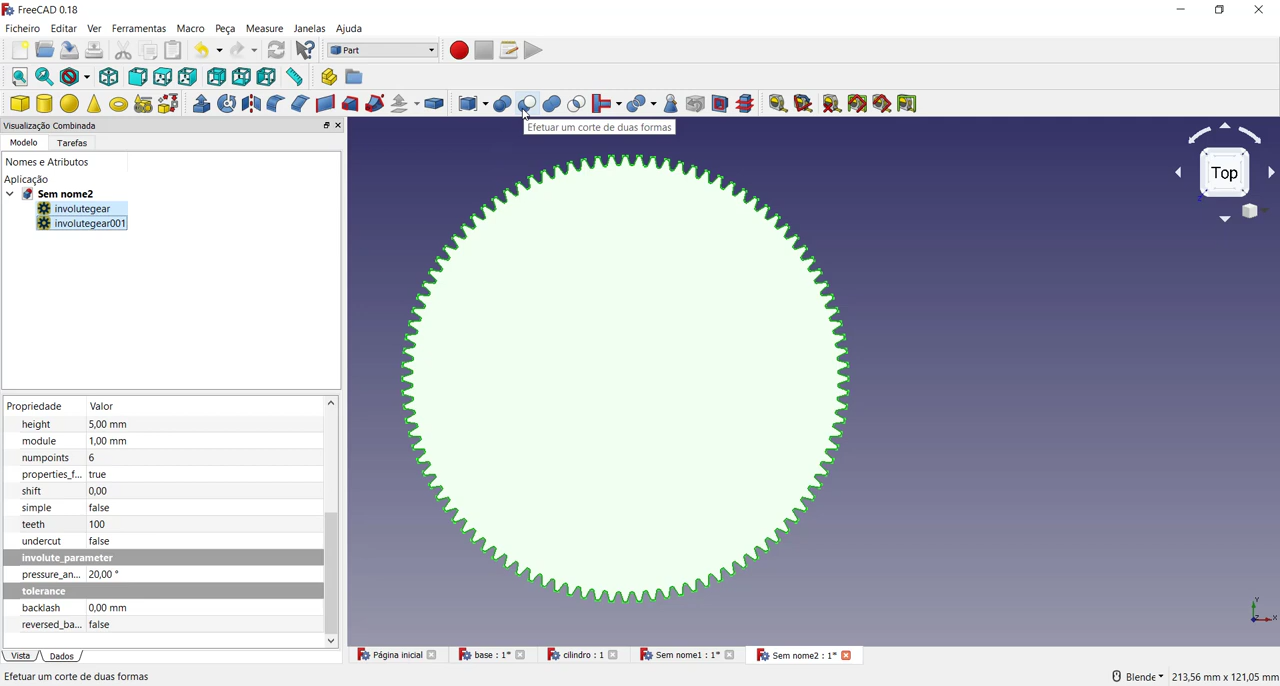 FreeCAD 0.18
Ficheiro Editar Ver Ferramentas Macro Peça Measure Janelas Ajuda
Part
Visualização Combinada
Efetuar um corte de duas formas
Modelo Tarefas
Nomes e Atributos
Aplicação
Sem nome2
involutegear
involutegear001
Top
Z
Propriedade Valor
height 5,00 mm
module 1,00 mm
numpoints 6
properties_f... true
shift 0,00
simple false
teeth 100
undercut false
involute_parameter
pressure_an... 20,00 °
tolerance
backlash 0,00 mm
reversed_ba... false
Y
Z X
Vista Dados
Página inicial base : 1* cilindro : 1 Sem nome1 : 1* Sem nome2 : 1*
Efetuar um corte de duas formas Blende 213,56 mm x 121,05 mm